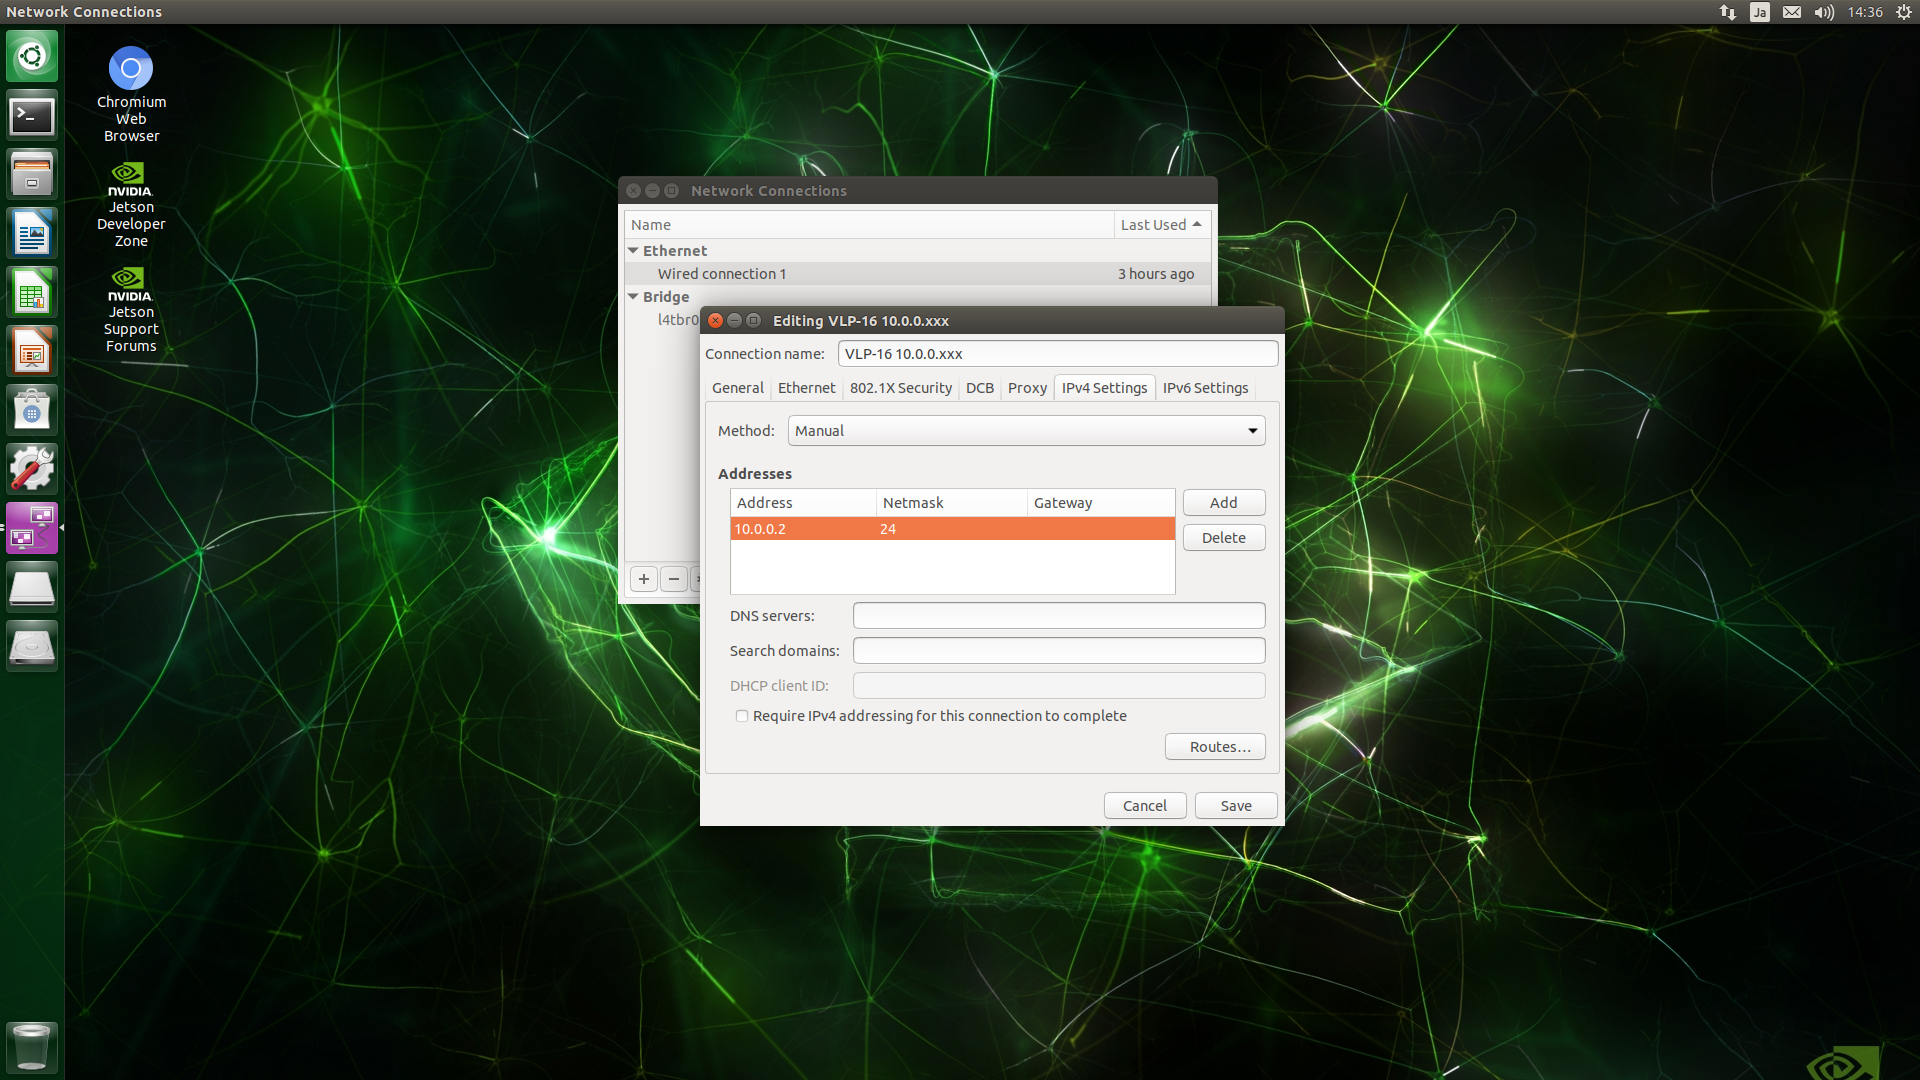 Network Connections
Ja
14:36
Chromium
Web
Browser
NVIDIA.
Jetson
Developer
Zone
NVIDIA.
Jetson
Support
Forums
Network Connections
Name Last Used
Ethernet
Wired connection 1 3 hours ago
Bridge
l4tbr0
Editing VLP-16 10.0.0.xxx
Connection name: VLP-16 10.0.0.xxx
General Ethernet 802.1X Security DCB Proxy IPv4 Settings IPv6 Settings
Method: Manual
Addresses
Address Netmask Gateway
10.0.0.2 24
Add
Delete
DNS servers:
Search domains:
DHCP client ID:
Require IPv4 addressing for this connection to complete
Routes…
Cancel Save